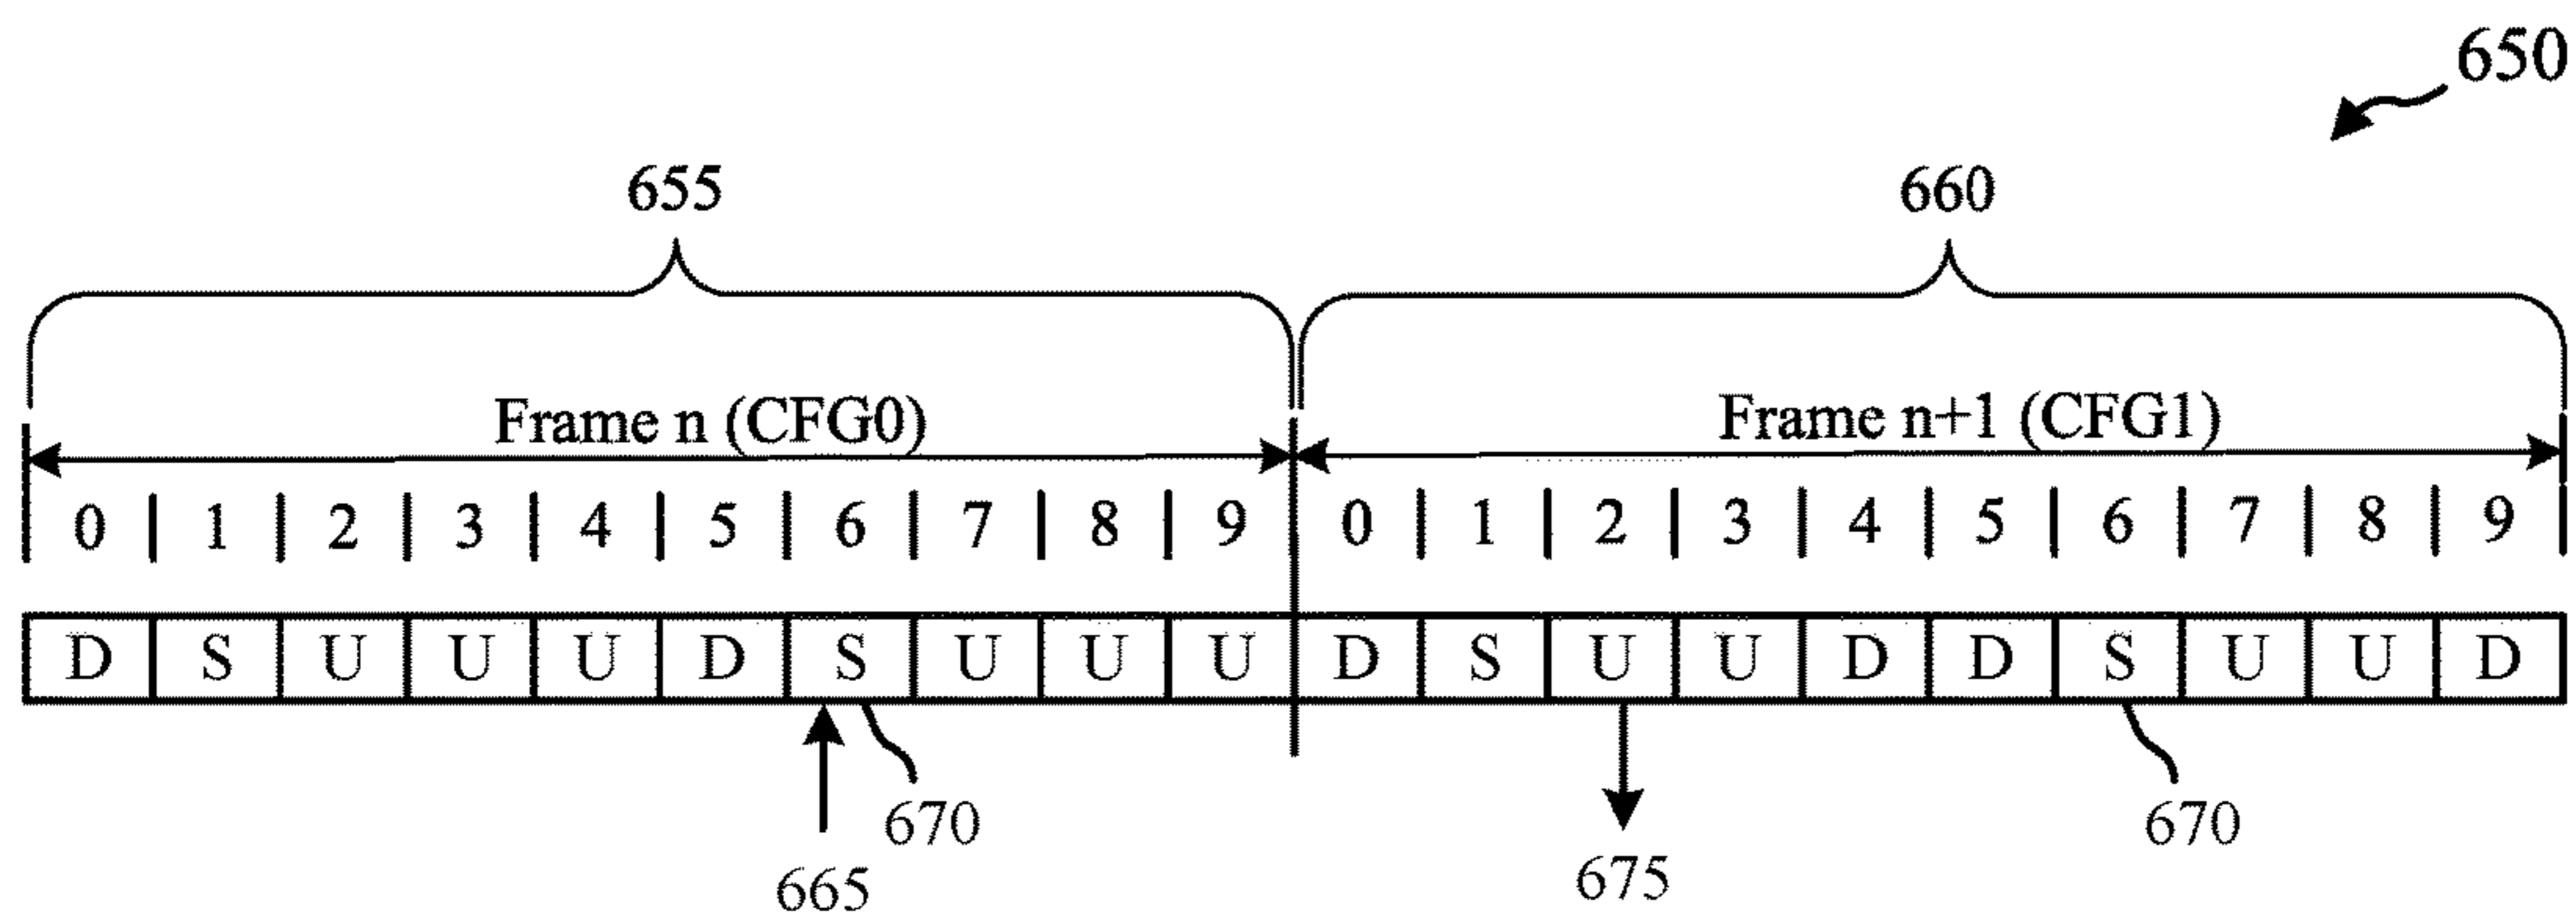 650
655 660
Frame n (CFG0) Frame n+1 (CFG1)
0 1 2 3 4 5 6 7 8 9 0 1 2 3 4 5 6 7 8 9
D S U U U D S U U U D S U U D D S U U D
670 670
665 675